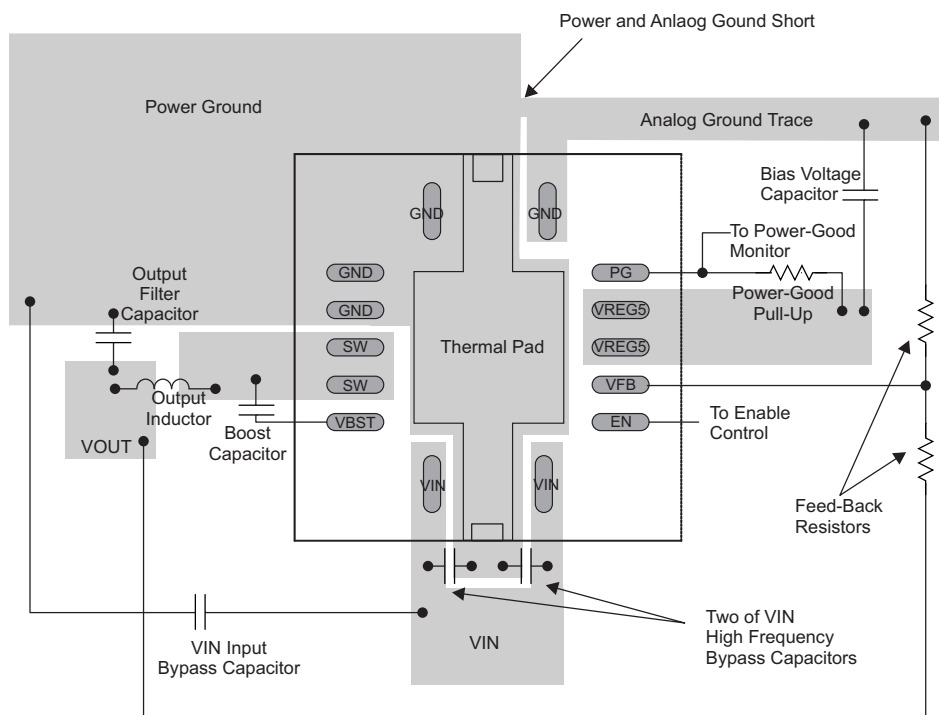 Power and Anlaog Gound Short
Power Ground
Analog Ground Trace
Bias Voltage
Capacitor
GND
GND
To Power-Good
Monitor
Output
Filter
Capacitor
GND
PG
Power-Good
Pull-Up
GND
VREG5
SW
Thermal Pad
VREG5
SW
VFB
Output
Inductor
VBST
EN
To Enable
Control
Boost
Capacitor
VOUT
VIN
VIN
Feed-Back
Resistors
Two of VIN
High Frequency
Bypass Capacitors
VIN Input
Bypass Capacitor
VIN